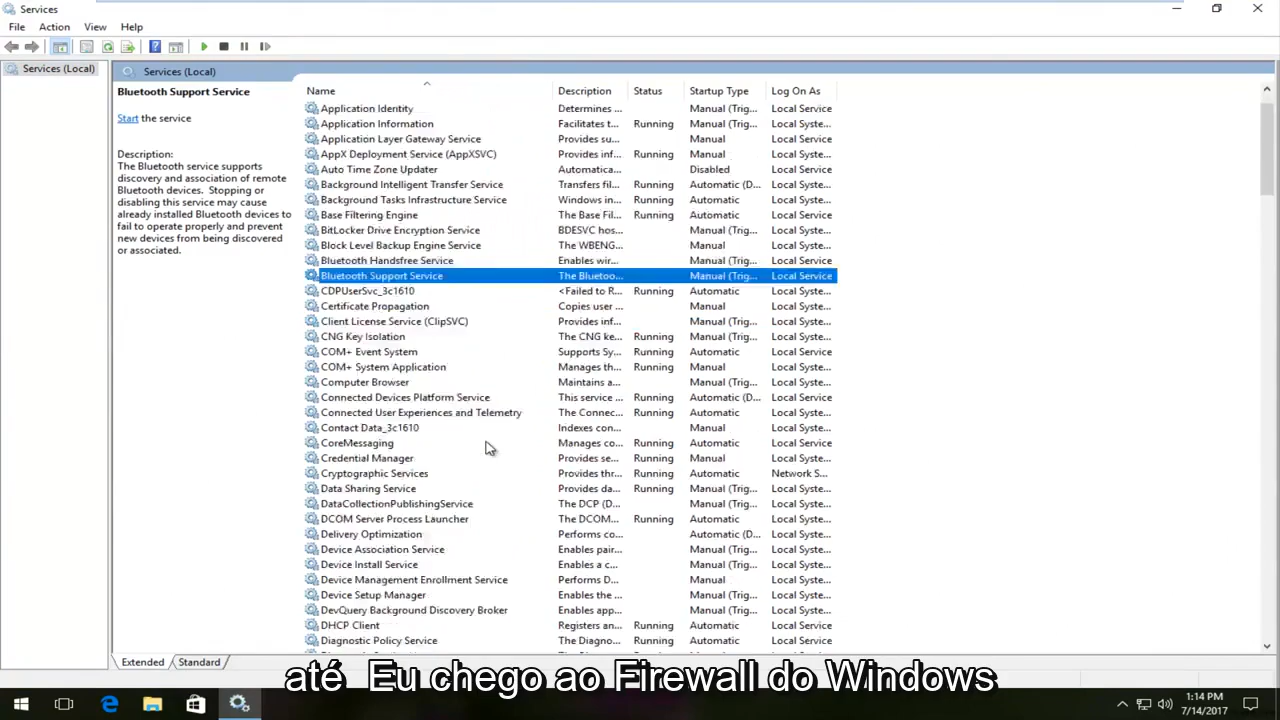 Services
File Action View Help
Services (Local)
Services (Local)
Bluetooth Support Service
Start the service
Description:
The Bluetooth service supports
discovery and association of remote
Bluetooth devices. Stopping or
disabling this service may cause
already installed Bluetooth devices to
fail to operate properly and prevent
new devices from being discovered
or associated.
Name Description Status Startup Type Log On As
Application Identity Determines ... Manual (Trig... Local Service
Application Information Facilitates t... Running Manual (Trig... Local Syste...
Application Layer Gateway Service Provides su... Manual Local Service
AppX Deployment Service (AppXSVC) Provides inf... Running Manual Local Syste...
Auto Time Zone Updater Automatica... Disabled Local Service
Background Intelligent Transfer Service Transfers fil... Running Automatic (D... Local Syste...
Background Tasks Infrastructure Service Windows in... Running Automatic Local Syste...
Base Filtering Engine The Base Fil... Running Automatic Local Service
BitLocker Drive Encryption Service BDESVC hos... Manual (Trig... Local Syste...
Block Level Backup Engine Service The WBENG... Manual Local Syste...
Bluetooth Handsfree Service Enables wir... Manual (Trig... Local Service
Bluetooth Support Service The Bluetoo... Manual (Trig... Local Service
CDPUserSvc_3c1610 <Failed to R... Running Automatic Local Syste...
Certificate Propagation Copies user ... Manual Local Syste...
Client License Service (ClipSVC) Provides inf... Manual (Trig... Local Syste...
CNG Key Isolation The CNG ke... Running Manual (Trig... Local Syste...
COM+ Event System Supports Sy... Running Automatic Local Service
COM+ System Application Manages th... Running Manual Local Syste...
Computer Browser Maintains a... Manual (Trig... Local Syste...
Connected Devices Platform Service This service ... Running Automatic (D... Local Syste...
Connected User Experiences and Telemetry The Connec... Running Automatic Local Syste...
Contact Data_3c1610 Indexes con... Manual Local Syste...
CoreMessaging Manages co... Running Automatic Local Service
Credential Manager Provides se... Running Manual Local Syste...
Cryptographic Services Provides thr... Running Automatic Network S...
Data Sharing Service Provides da... Running Manual (Trig... Local Syste...
DataCollectionPublishingService The DCP (D... Manual (Trig... Local Syste...
DCOM Server Process Launcher The DCOM... Running Automatic Local Syste...
Delivery Optimization Performs co... Automatic (D... Local Syste...
Device Association Service Enables pair... Manual (Trig... Local Syste...
Device Install Service Enables a c... Manual (Trig... Local Syste...
Device Management Enrollment Service Performs D... Manual Local Syste...
Device Setup Manager Enables the ... Manual (Trig... Local Syste...
DevQuery Background Discovery Broker Enables app... Manual (Trig... Local Syste...
DHCP Client Registers an... Running Automatic Local Service
Diagnostic Policy Service The Diagno... Running Automatic Local Service
Extended Standard
até Eu chego ao Firewall do Windows
1:14 PM
7/14/2017